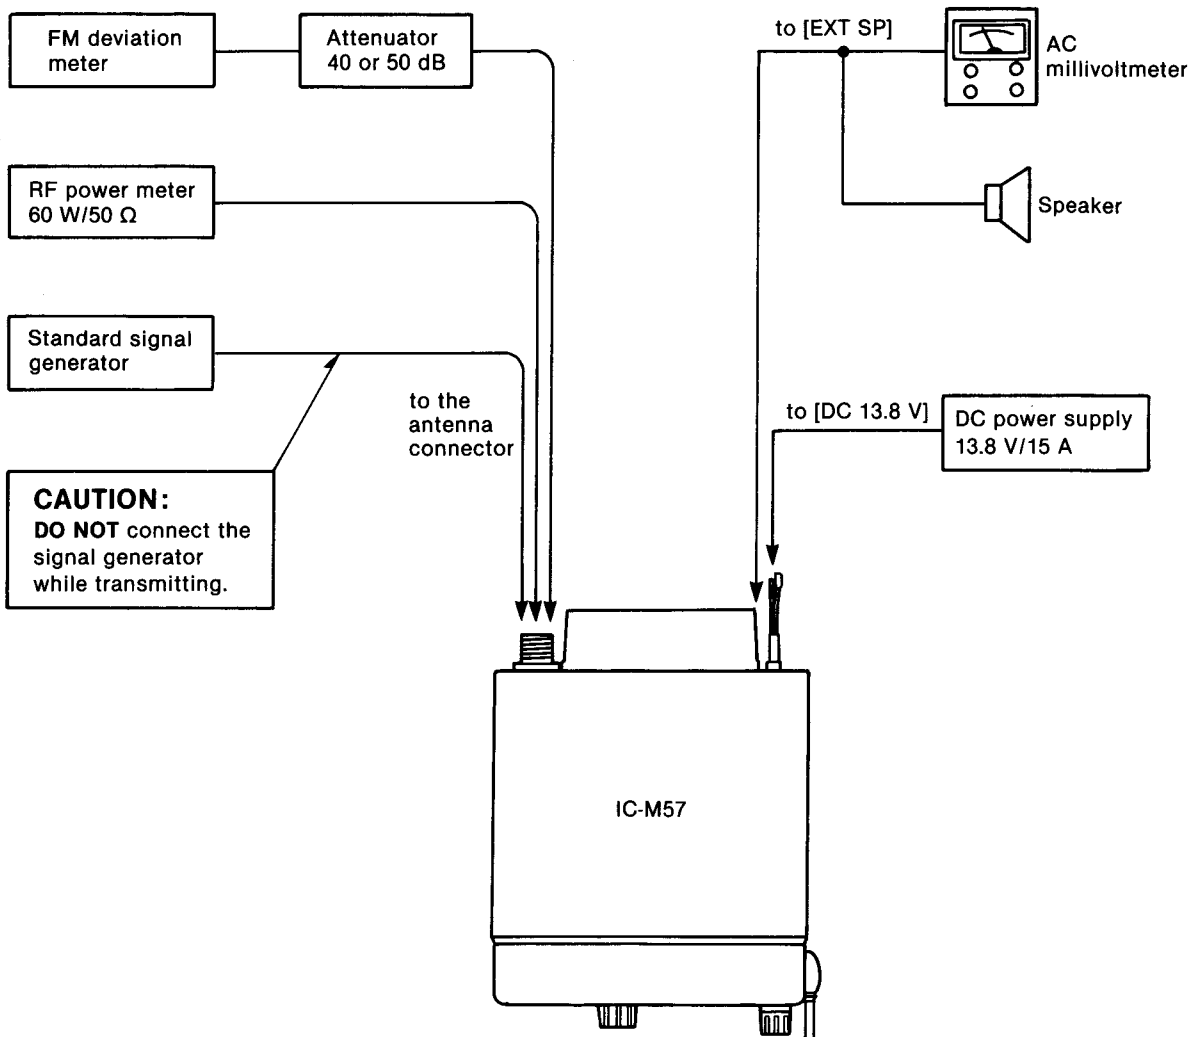 FM deviation
meter
Attenuator
40 or 50 dB
to [EXT SP]
AC
millivoltmeter
RF power meter
60 W/50 Ω
Speaker
Standard signal
generator
to the
antenna
connector
to [DC 13.8 V]
DC power supply
13.8 V/15 A
CAUTION:
DO NOT connect the
signal generator
while transmitting.
IC-M57